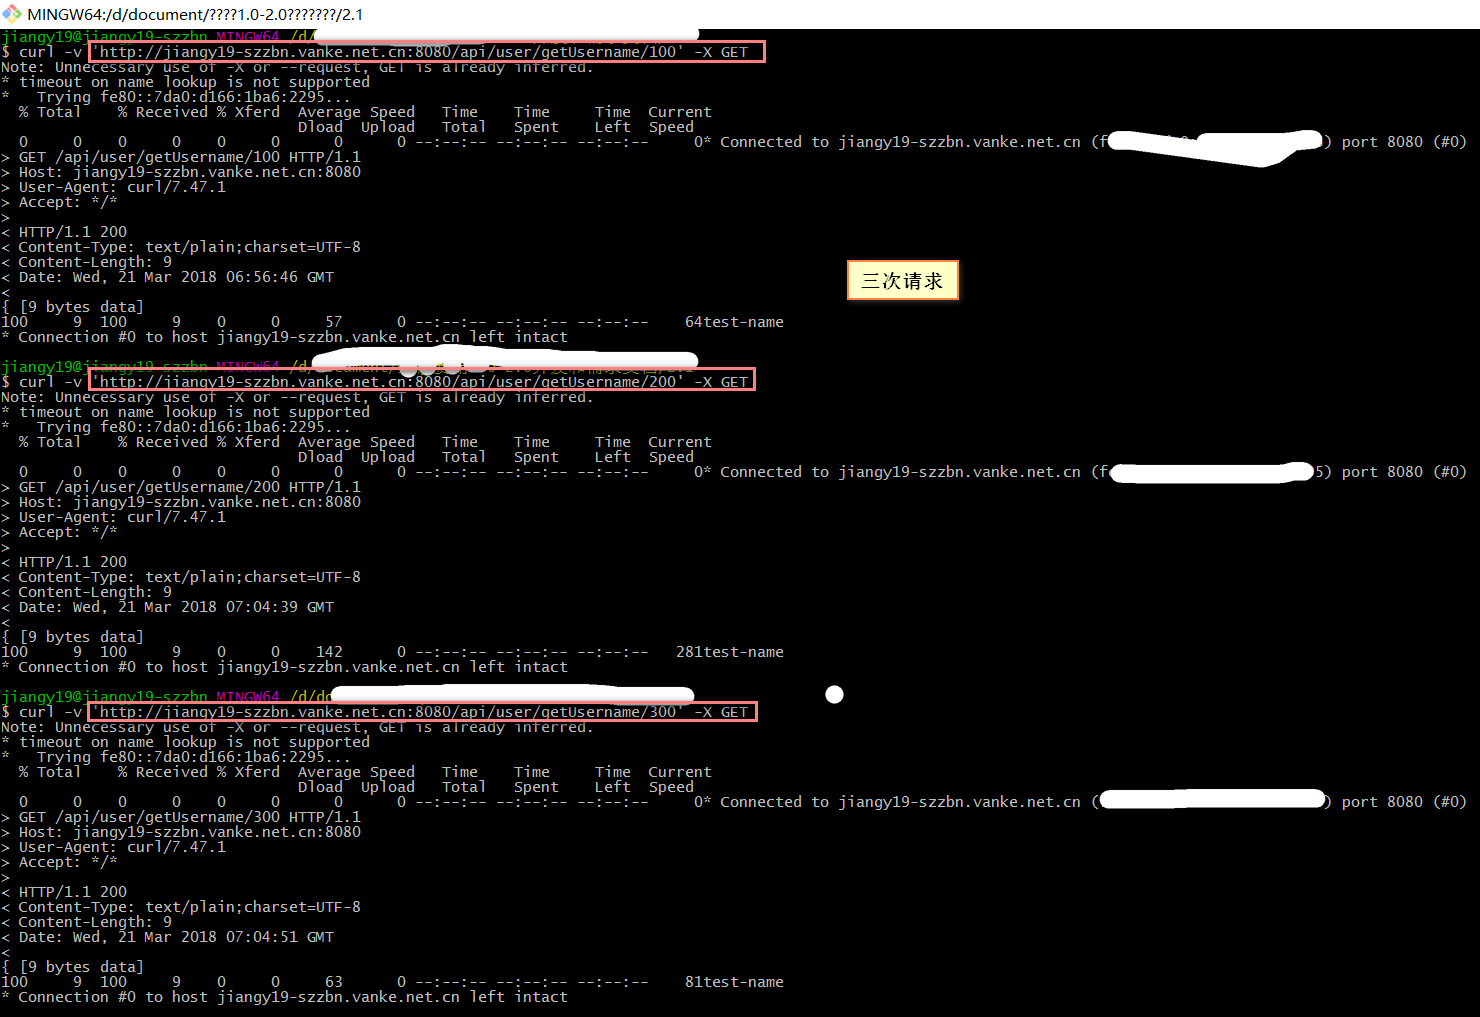 MINGW64:/d/document/????1.0-2.0???????/2.1
jiangy19@jiangy19-szzbn MINGW64 /d/
$ curl -v 'http://jiangy19-szzbn.vanke.net.cn:8080/api/user/getUsername/100' -X GET
Note: Unnecessary use of -X or --request, GET is already inferred.
* timeout on name lookup is not supported
*   Trying fe80::7da0:d166:1ba6:2295...
  % Total    % Received % Xferd  Average Speed   Time    Time     Time  Current
                                 Dload  Upload   Total   Spent    Left  Speed
  0     0    0     0    0     0      0      0 --:--:-- --:--:-- --:--:--     0* Connected to jiangy19-szzbn.vanke.net.cn (f ) port 8080 (#0)
> GET /api/user/getUsername/100 HTTP/1.1
> Host: jiangy19-szzbn.vanke.net.cn:8080
> User-Agent: curl/7.47.1
> Accept: */*
>
< HTTP/1.1 200
< Content-Type: text/plain;charset=UTF-8
< Content-Length: 9
< Date: Wed, 21 Mar 2018 06:56:46 GMT
<
三次请求
{ [9 bytes data]
100     9  100     9    0     0     57      0 --:--:-- --:--:-- --:--:--    64test-name
* Connection #0 to host jiangy19-szzbn.vanke.net.cn left intact
jiangy19@jiangy19-szzbn MINGW64 /d/
$ curl -v 'http://jiangy19-szzbn.vanke.net.cn:8080/api/user/getUsername/200' -X GET
Note: Unnecessary use of -X or --request, GET is already inferred.
* timeout on name lookup is not supported
*   Trying fe80::7da0:d166:1ba6:2295...
  % Total    % Received % Xferd  Average Speed   Time    Time     Time  Current
                                 Dload  Upload   Total   Spent    Left  Speed
  0     0    0     0    0     0      0      0 --:--:-- --:--:-- --:--:--     0* Connected to jiangy19-szzbn.vanke.net.cn (f 5) port 8080 (#0)
> GET /api/user/getUsername/200 HTTP/1.1
> Host: jiangy19-szzbn.vanke.net.cn:8080
> User-Agent: curl/7.47.1
> Accept: */*
>
< HTTP/1.1 200
< Content-Type: text/plain;charset=UTF-8
< Content-Length: 9
< Date: Wed, 21 Mar 2018 07:04:39 GMT
<
{ [9 bytes data]
100     9  100     9    0     0    142      0 --:--:-- --:--:-- --:--:--   281test-name
* Connection #0 to host jiangy19-szzbn.vanke.net.cn left intact
jiangy19@jiangy19-szzbn MINGW64 /d/do
$ curl -v 'http://jiangy19-szzbn.vanke.net.cn:8080/api/user/getUsername/300' -X GET
Note: Unnecessary use of -X or --request, GET is already inferred.
* timeout on name lookup is not supported
*   Trying fe80::7da0:d166:1ba6:2295...
  % Total    % Received % Xferd  Average Speed   Time    Time     Time  Current
                                 Dload  Upload   Total   Spent    Left  Speed
  0     0    0     0    0     0      0      0 --:--:-- --:--:-- --:--:--     0* Connected to jiangy19-szzbn.vanke.net.cn ( ) port 8080 (#0)
> GET /api/user/getUsername/300 HTTP/1.1
> Host: jiangy19-szzbn.vanke.net.cn:8080
> User-Agent: curl/7.47.1
> Accept: */*
>
< HTTP/1.1 200
< Content-Type: text/plain;charset=UTF-8
< Content-Length: 9
< Date: Wed, 21 Mar 2018 07:04:51 GMT
<
{ [9 bytes data]
100     9  100     9    0     0     63      0 --:--:-- --:--:-- --:--:--    81test-name
* Connection #0 to host jiangy19-szzbn.vanke.net.cn left intact